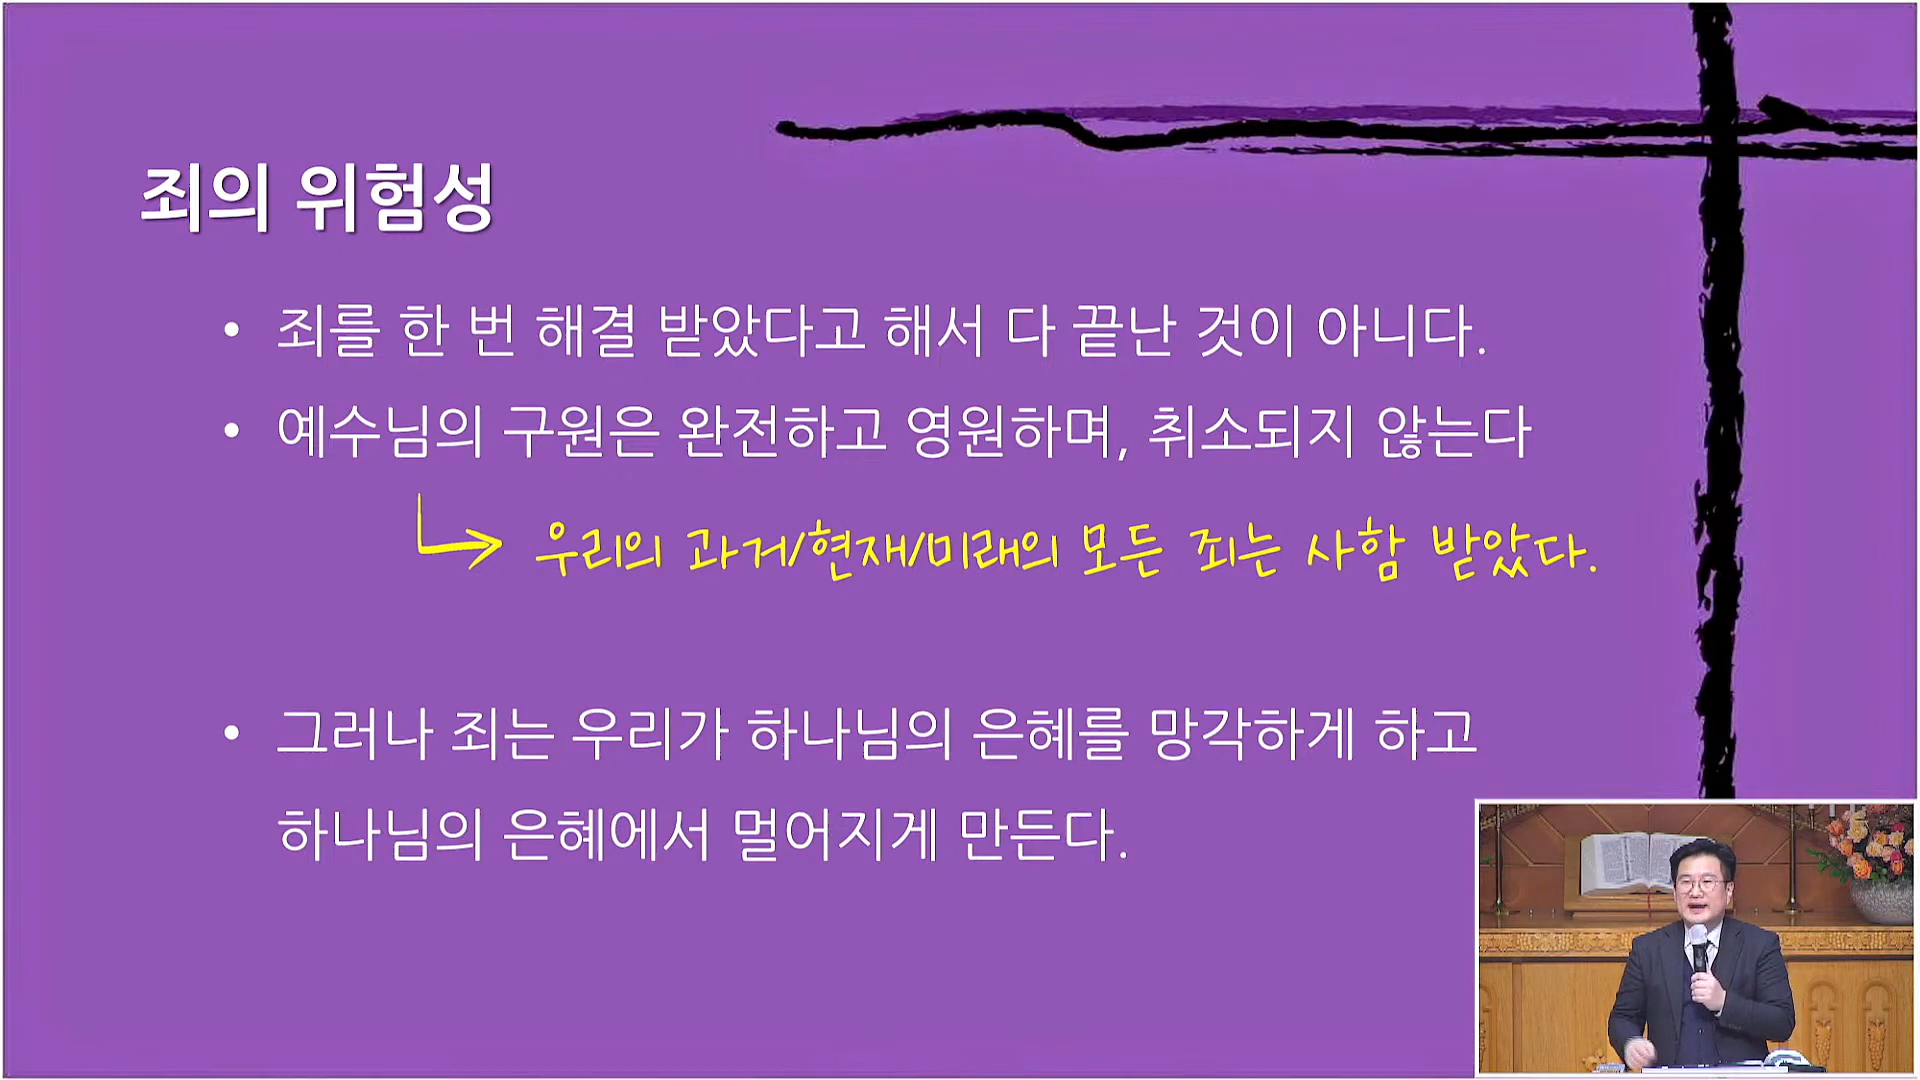 죄의 위험성
• 죄를 한 번 해결 받았다고 해서 다 끝난 것이 아니다.
• 예수님의 구원은 완전하고 영원하며, 취소되지 않는다
우리의 과거/현재/미래의 모든 죄는 사함 받았다.
• 그러나 죄는 우리가 하나님의 은혜를 망각하게 하고
하나님의 은혜에서 멀어지게 만든다.